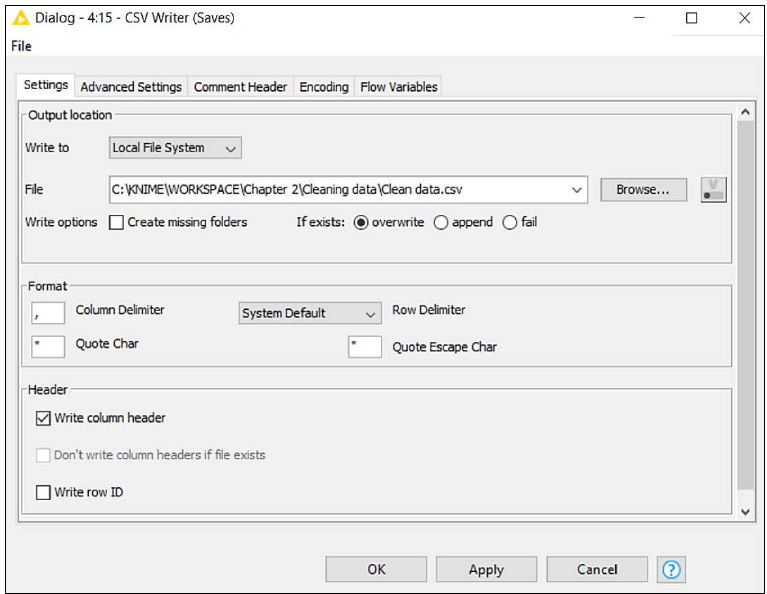 Dialog - 4:15 - CSV Writer (Saves)
File
Settings Advanced Settings Comment Header Encoding Flow Variables
Output location
Write to Local File System
File C:\KNIME\WORKSPACE\Chapter 2\Cleaning data\Clean data.csv Browse... V
Write options Create missing folders If exists: overwrite append fail
Format
, Column Delimiter System Default Row Delimiter
" Quote Char " Quote Escape Char
Header
Write column header
Don't write column headers if file exists
Write row ID
OK Apply Cancel ?